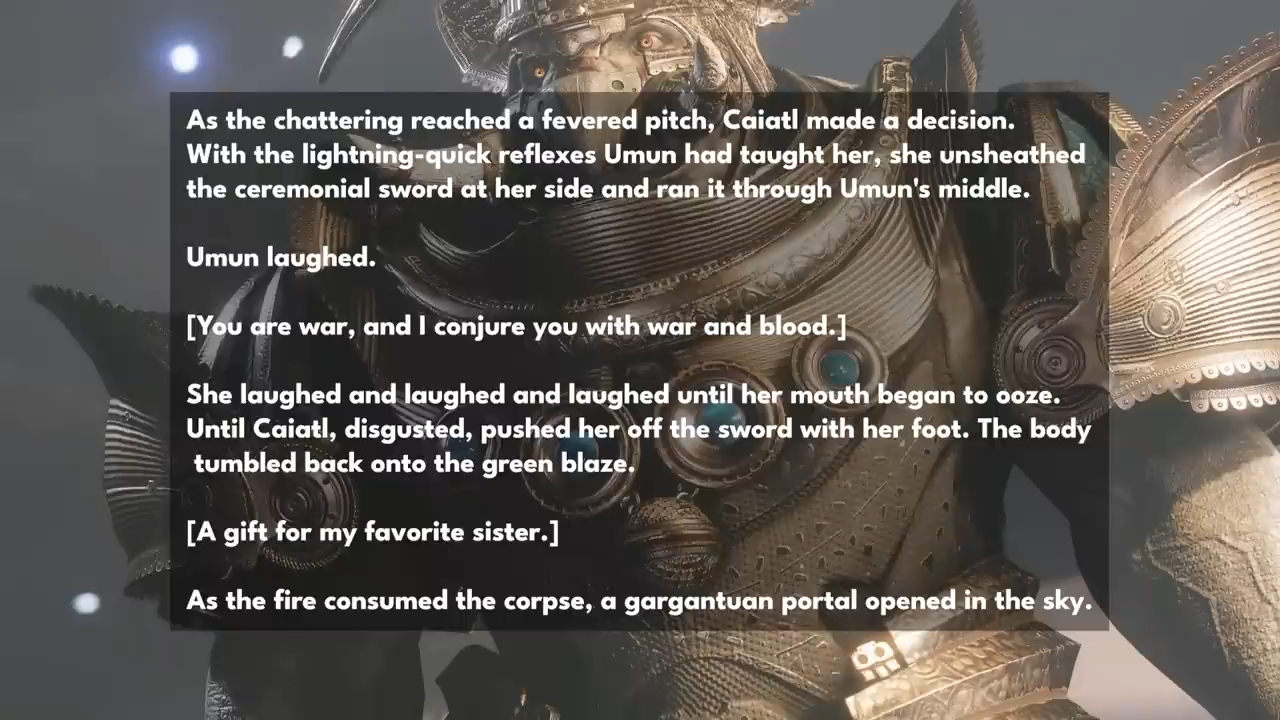 As the chattering reached a fevered pitch, Caiatl made a decision.
With the lightning-quick reflexes Umun had taught her, she unsheathed
the ceremonial sword at her side and ran it through Umun's middle.
Umun laughed.
[You are war, and I conjure you with war and blood.]
She laughed and laughed and laughed until her mouth began to ooze.
Until Caiatl, disgusted, pushed her off the sword with her foot. The body
tumbled back onto the green blaze.
[A gift for my favorite sister.]
As the fire consumed the corpse, a gargantuan portal opened in the sky.